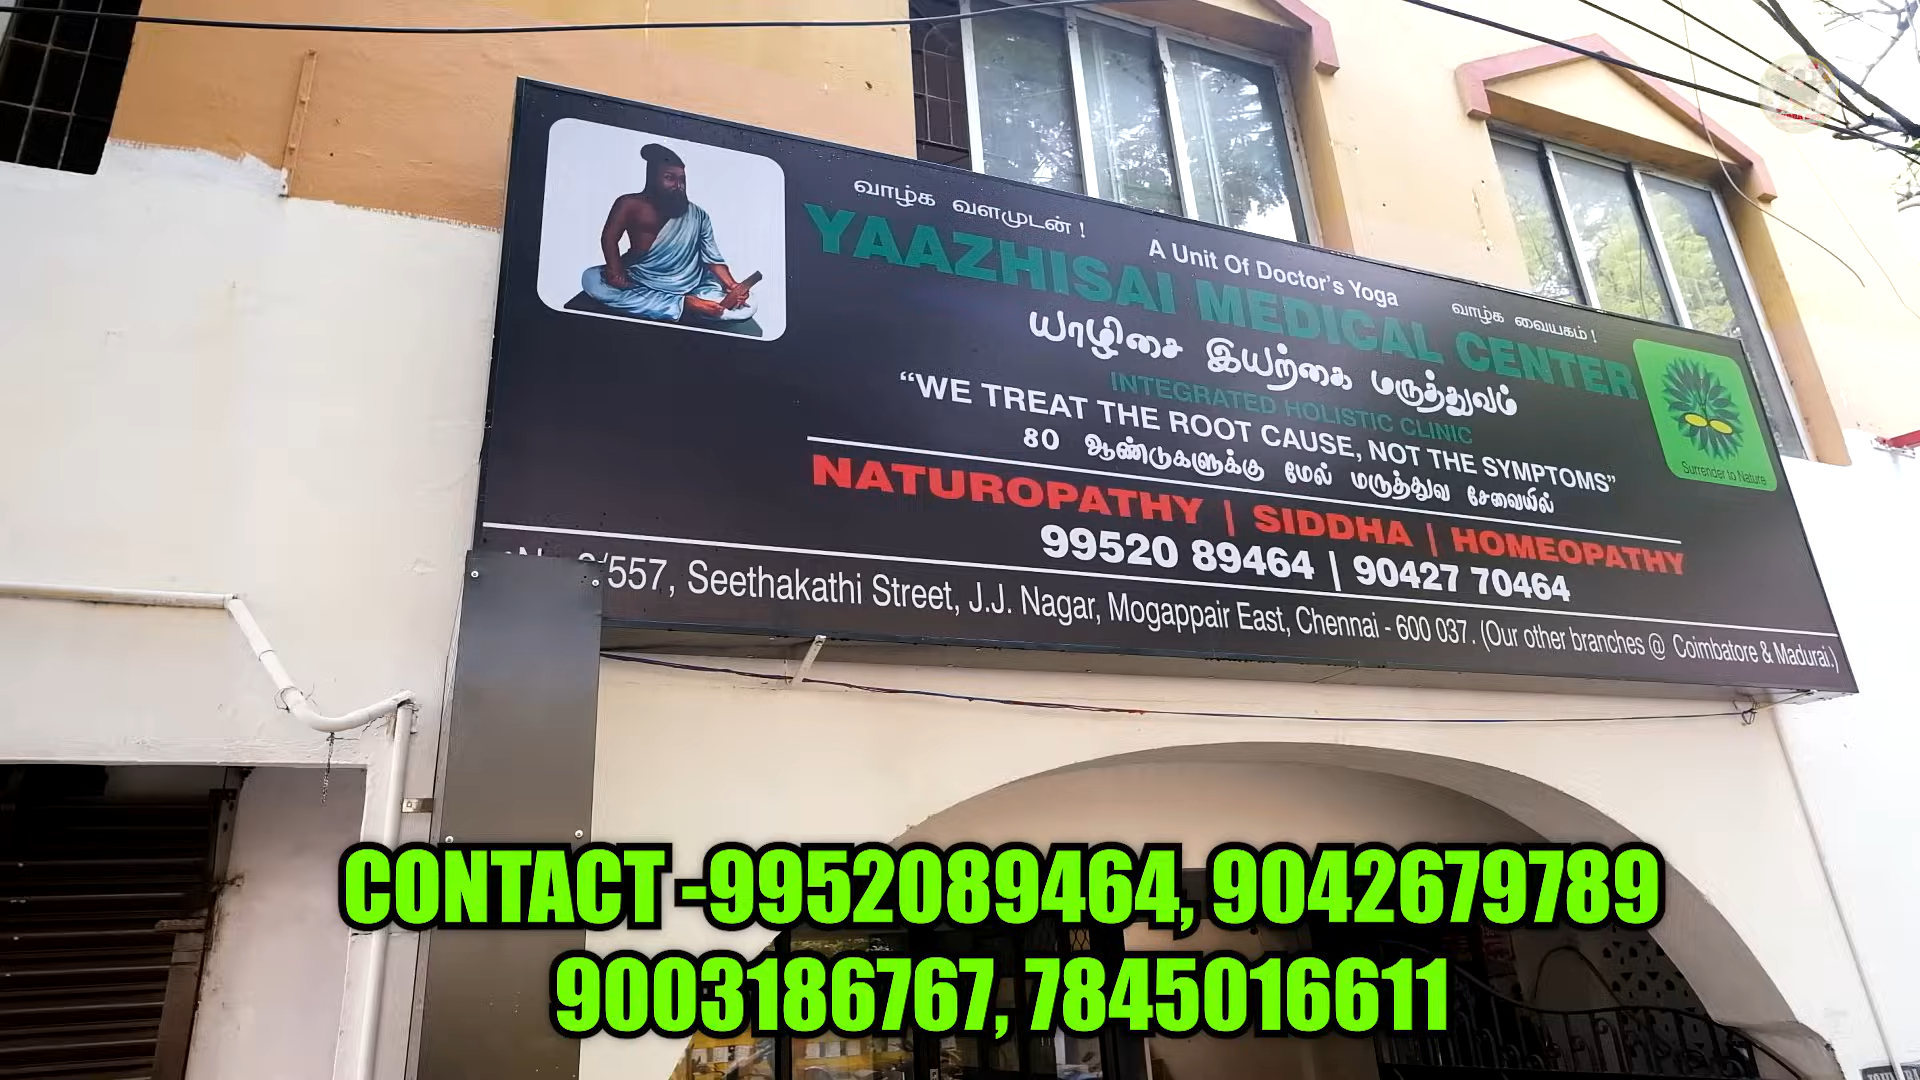 வாழ்க வளமுடன் !
A Unit Of Doctor's Yoga
வாழ்க வையகம் !
YAAZHISAI MEDICAL CENTER
யாழிசை இயற்கை மருத்துவம்
INTEGRATED HOLISTIC CLINIC
“WE TREAT THE ROOT CAUSE, NOT THE SYMPTOMS”
80 ஆண்டுகளுக்கு மேல் மருத்துவ சேவையில்
Surrender to Nature
NATUROPATHY | SIDDHA | HOMEOPATHY
99520 89464 | 90427 70464
/557, Seethakathi Street, J.J. Nagar, Mogappair East, Chennai - 600 037. (Our other branches @ Coimbatore & Madurai.)
CONTACT -9952089464, 9042679789
9003186767, 7845016611